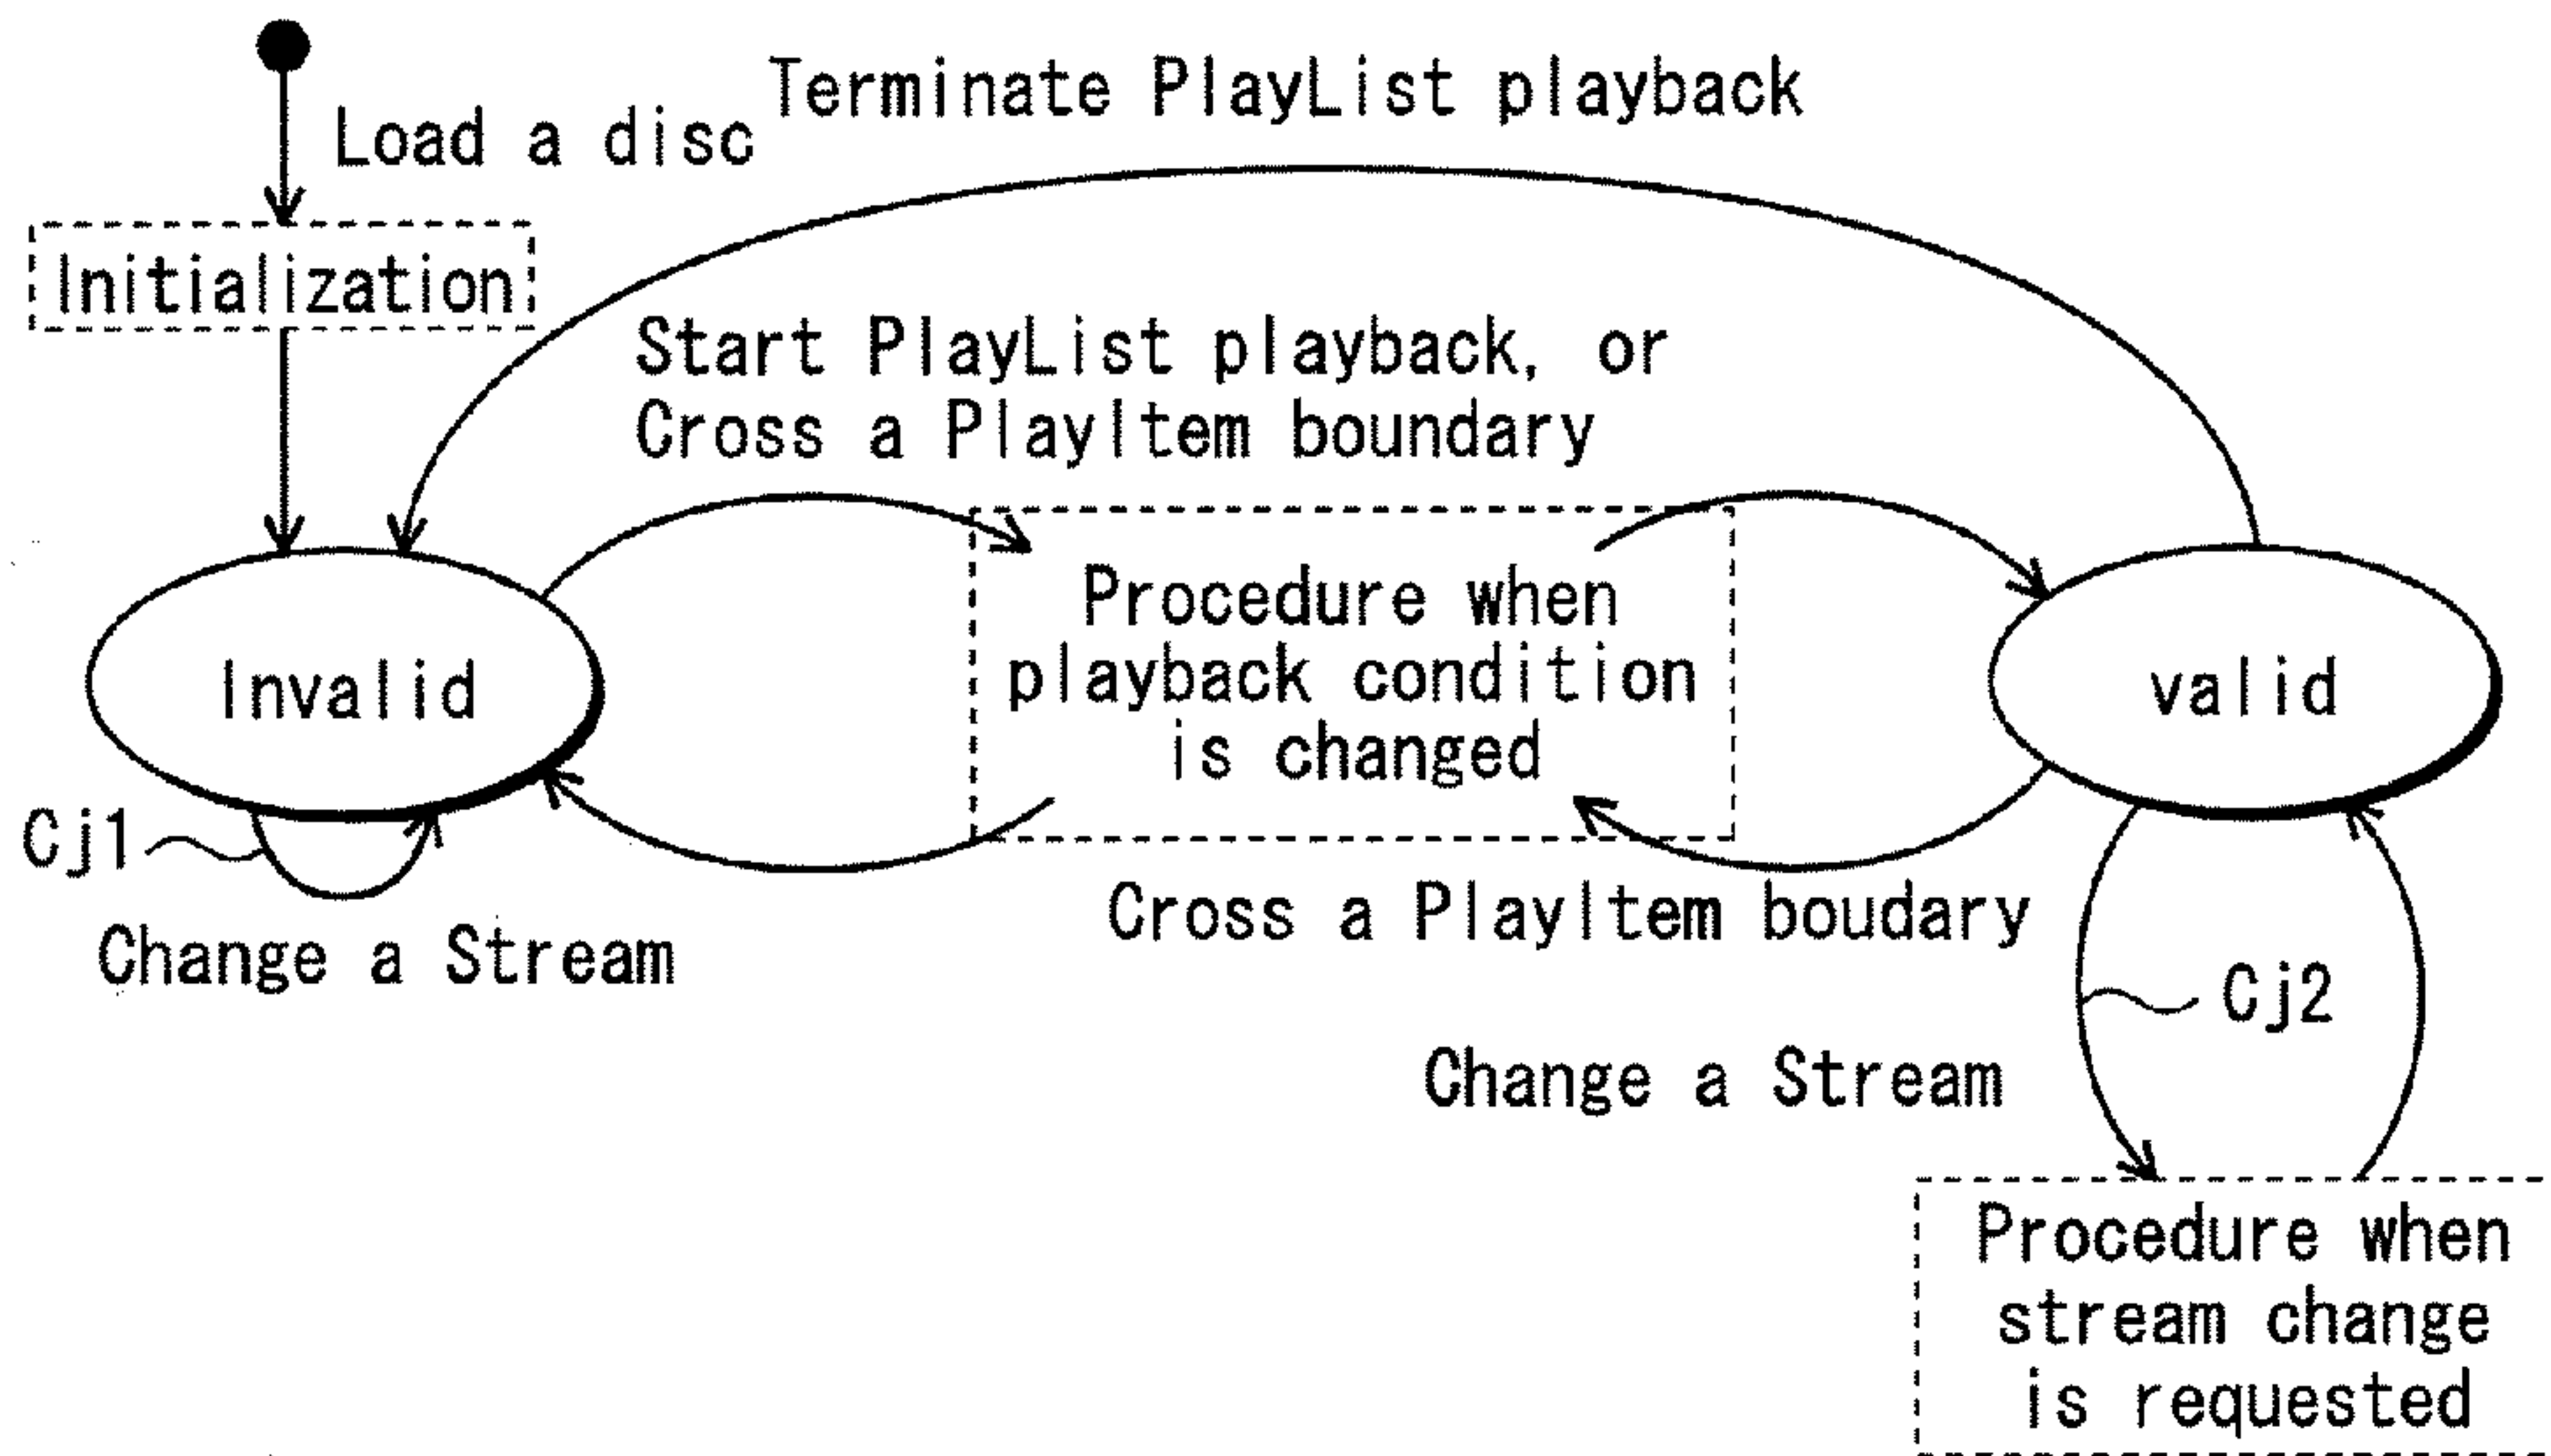 Terminate PlayList playback
Load a disc
Initialization
Start PlayList playback, or
Cross a PlayItem boundary
Procedure when
playback condition
is changed
Invalid
valid
Cj1
Change a Stream
Cross a PlayItem boudary
Cj2
Change a Stream
Procedure when
stream change
is requested